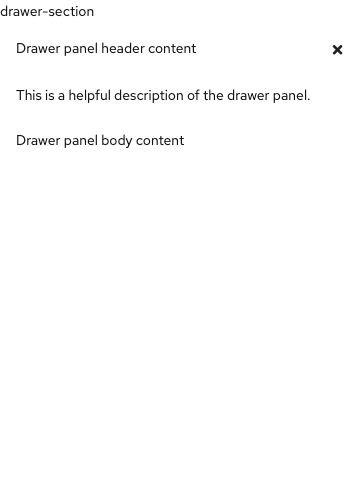 drawer-section
Drawer panel header content
This is a helpful description of the drawer panel.
Drawer panel body content